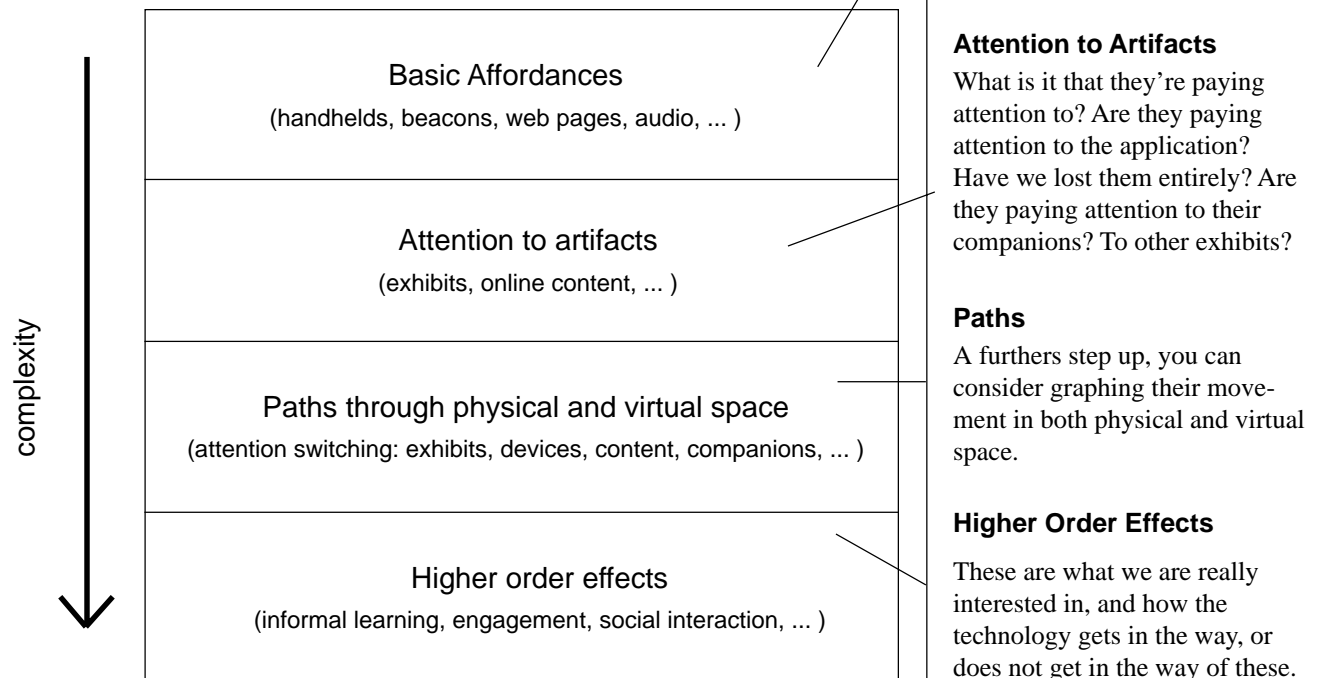 Basic Affordances
(handhelds, beacons, web pages, audio, ... )
Attention to artifacts
(exhibits, online content, ... )
Paths through physical and virtual space
(attention switching: exhibits, devices, content, companions, ... )
Higher order effects
(informal learning, engagement, social interaction, ... )
complexity
Attention to Artifacts
What is it that they’re paying
attention to? Are they paying
attention to the application?
Have we lost them entirely? Are
they paying attention to their
companions? To other exhibits?
Paths
A furthers step up, you can
consider graphing their move-
ment in both physical and virtual
space.
Higher Order Effects
These are what we are really
interested in, and how the
technology gets in the way, or
does not get in the way of these.